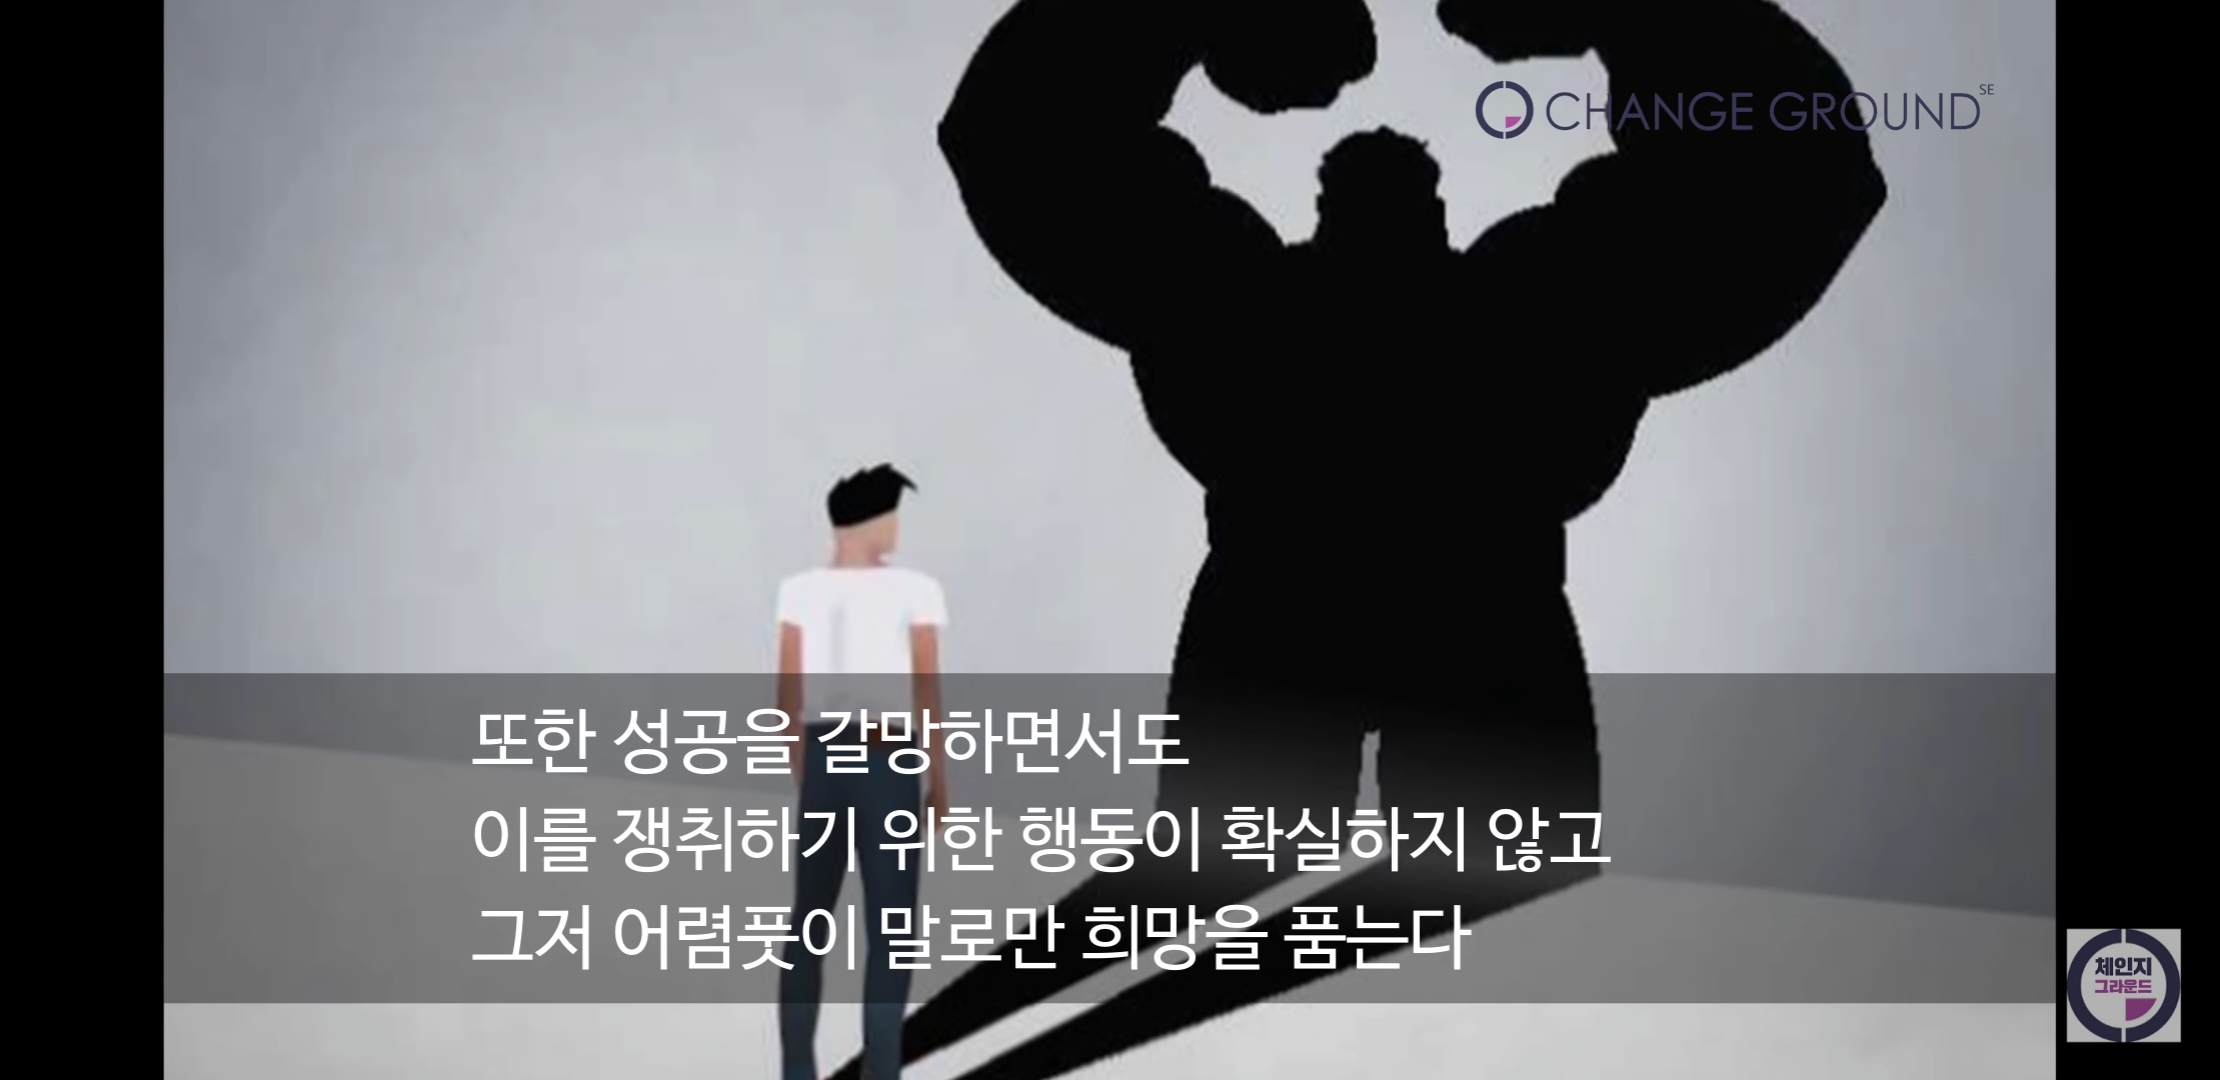 CHANGE GROUND SE
또한 성공을 갈망하면서도
이를 쟁취하기 위한 행동이 확실하지 않고
그저 어렴풋이 말로만 희망을 품는다
체인지
그라운드